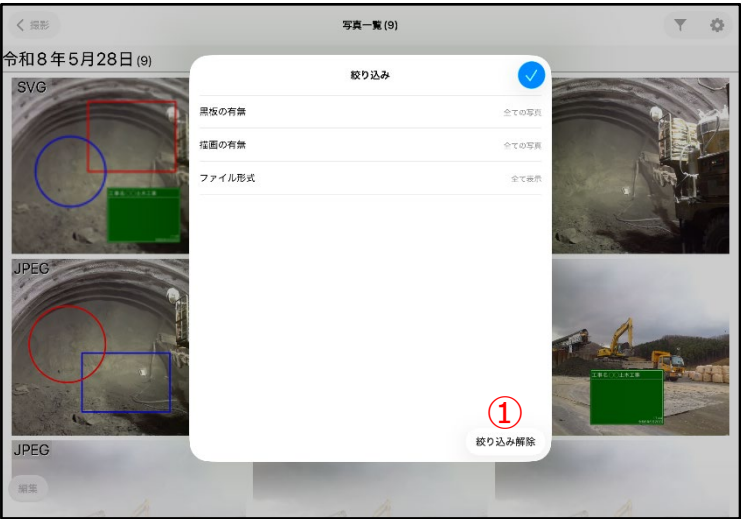 撮影
写真一覧(9)
令和８年5月28日(9)
SVG
絞り込み
黒板の有無
全ての写真
描画の有無
全ての写真
ファイル形式
全て表示
JPEG
①
絞り込み解除
JPEG
編集